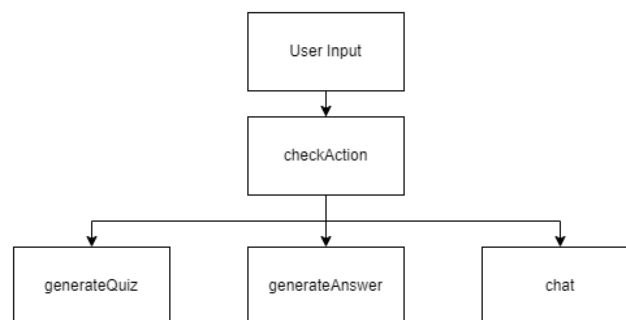 User Input
checkAction
generateQuiz
generateAnswer
chat